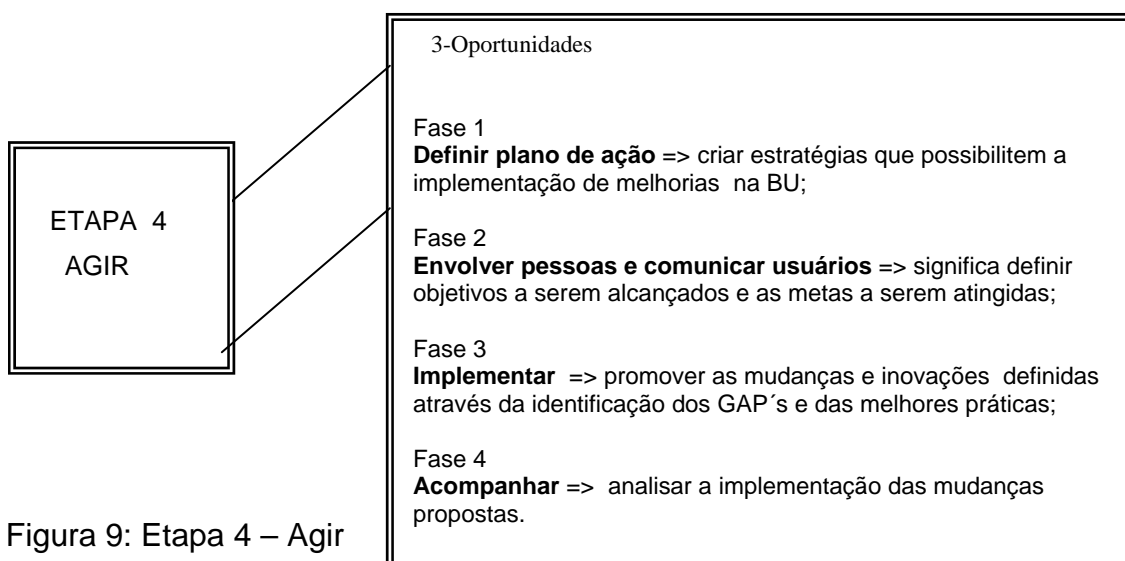 3-Oportunidades
Fase 1
Definir plano de ação => criar estratégias que possibilitem a
implementação de melhorias na BU;
ETAPA 4
AGIR
Fase 2
Envolver pessoas e comunicar usuários => significa definir
objetivos a serem alcançados e as metas a serem atingidas;
Fase 3
Implementar => promover as mudanças e inovações definidas
através da identificação dos GAP´s e das melhores práticas;
Fase 4
Acompanhar => analisar a implementação das mudanças
propostas.
Figura 9: Etapa 4 – Agir